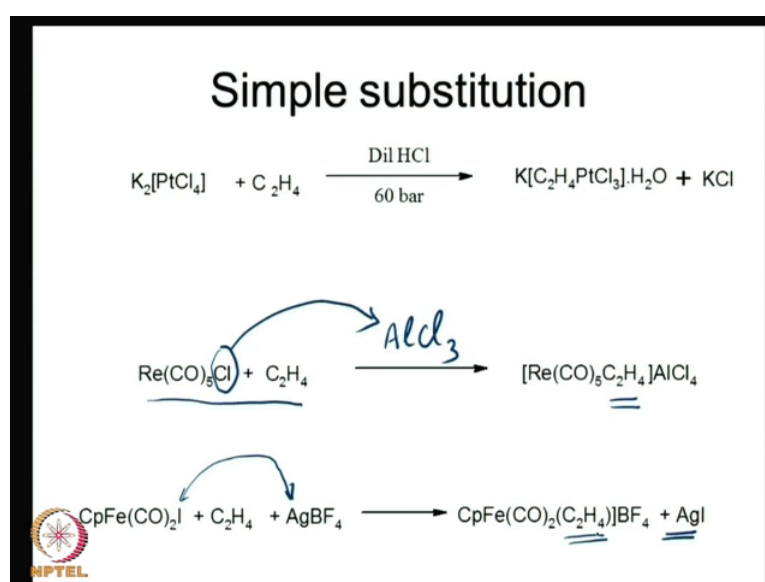 Simple substitution
Dil HCl
K₂[PtCl₄] + C₂H₄ → K[C₂H₄PtCl₃].H₂O + KCl
60 bar
AlCl₃
Re(CO)₅Cl + C₂H₄ → [Re(CO)₅C₂H₄]AlCl₄
CpFe(CO)₂I + C₂H₄ + AgBF₄ → CpFe(CO)₂(C₂H₄)]BF₄ + AgI
NPTEL